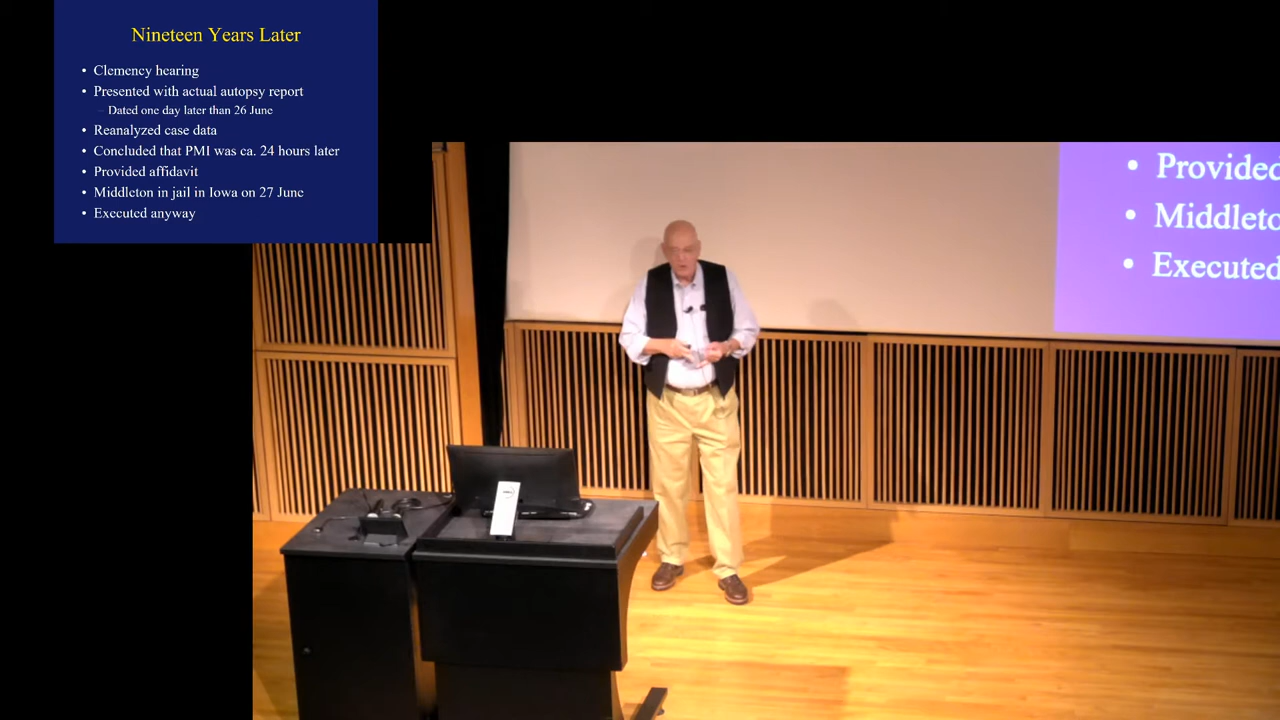 Nineteen Years Later
• Clemency hearing
• Presented with actual autopsy report
– Dated one day later than 26 June
• Reanalyzed case data
• Concluded that PMI was ca. 24 hours later
• Provided affidavit
• Middleton in jail in Iowa on 27 June
• Executed anyway
• Provided
• Middleto
• Executed